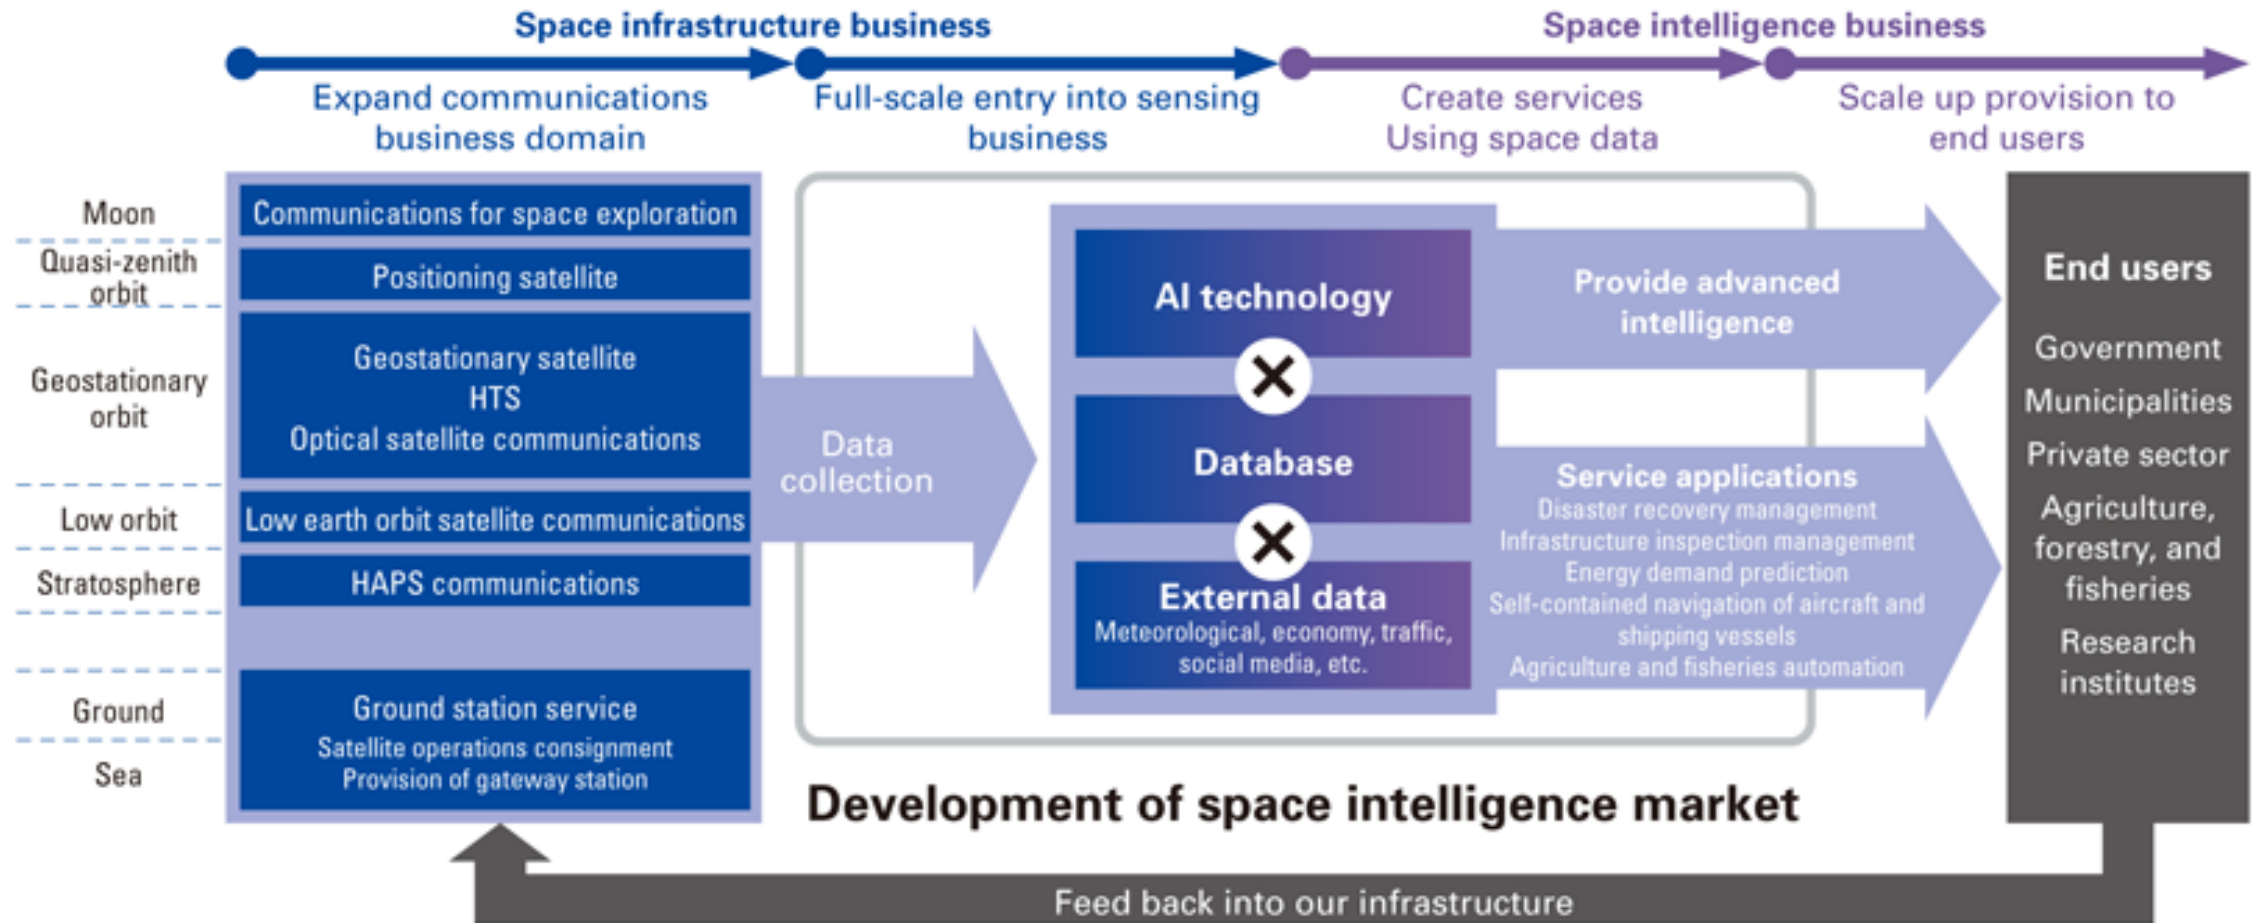 Space infrastructure business
Space intelligence business
Expand communications
business domain
Full-scale entry into sensing
business
Create services
Using space data
Scale up provision to
end users
Moon
Communications for space exploration
Quasi-zenith
orbit
Positioning satellite
Geostationary
orbit
Geostationary satellite
HTS
Optical satellite communications
Low orbit
Low earth orbit satellite communications
Stratosphere
HAPS communications
Ground
Sea
Ground station service
Satellite operations consignment
Provision of gateway station
Data
collection
AI technology
Database
External data
Meteorological, economy, traffic,
social media, etc.
Provide advanced
intelligence
Service applications
Disaster recovery management
Infrastructure inspection management
Energy demand prediction
Self-contained navigation of aircraft and
shipping vessels
Agriculture and fisheries automation
End users
Government
Municipalities
Private sector
Agriculture,
forestry, and
fisheries
Research
institutes
Development of space intelligence market
Feed back into our infrastructure